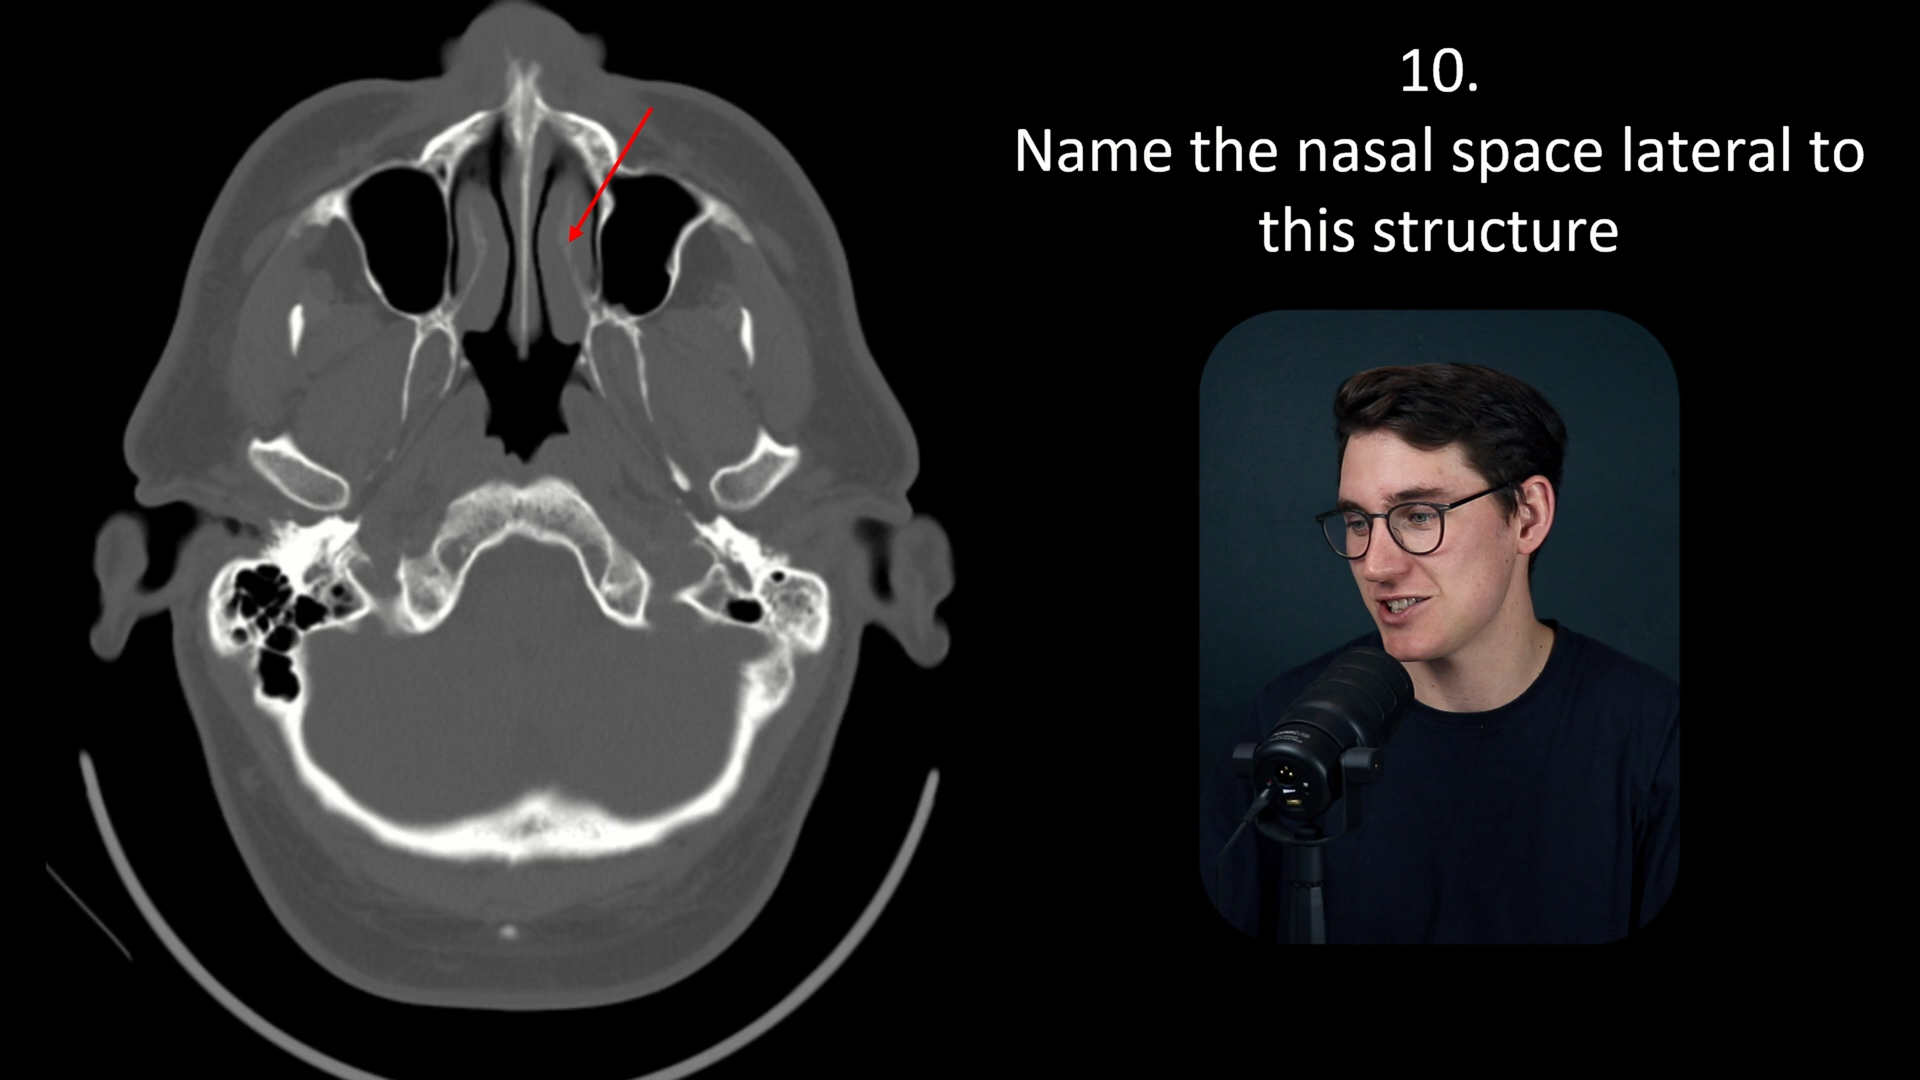 10.
Name the nasal space lateral to
this structure